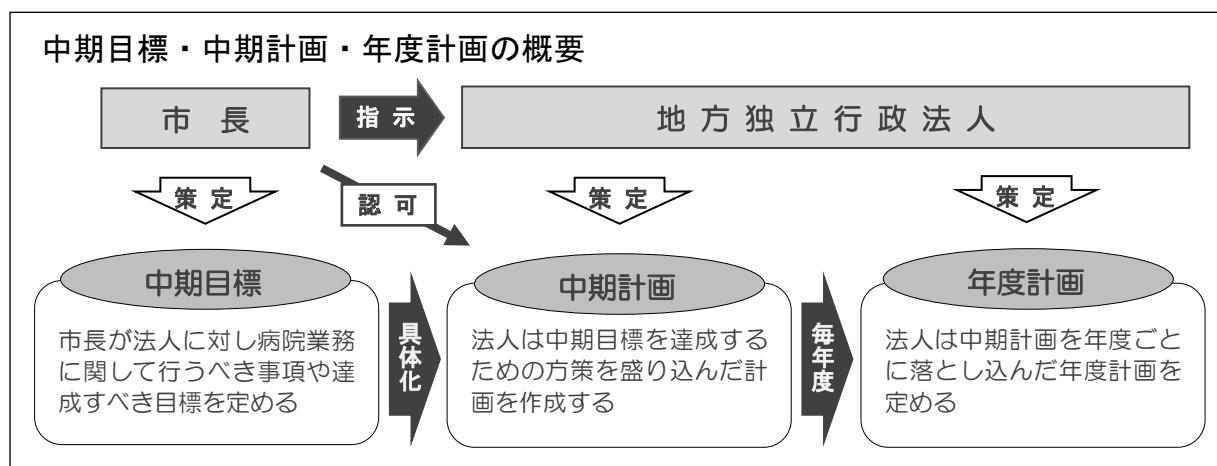 中期目標・中期計画・年度計画の概要
市長
指示
地方独立行政法人
策定
認可
策定
策定
中期目標
市長が法人に対し病院業務
に関して行うべき事項や達
成すべき目標を定める
具体化
中期計画
法人は中期目標を達成する
ための方策を盛り込んだ計
画を作成する
毎年度
年度計画
法人は中期計画を年度ごと
に落とし込んだ年度計画を
定める